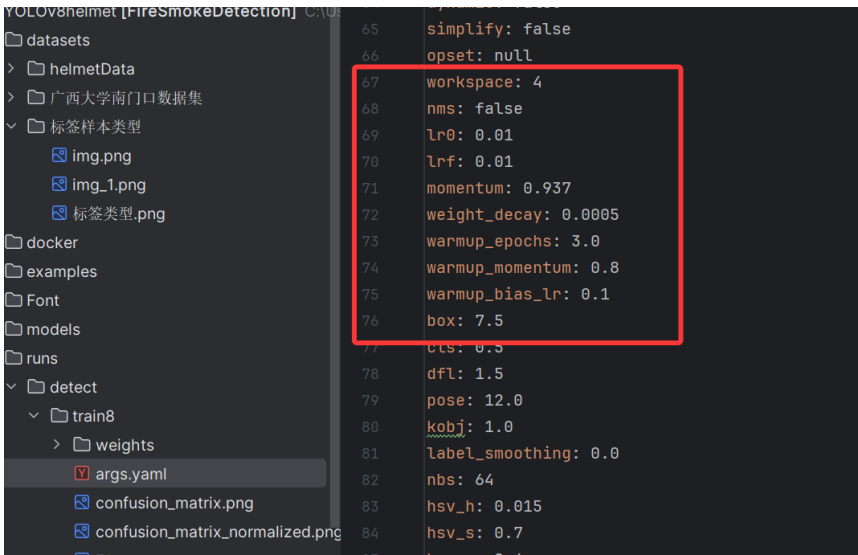 YOLOv8helmet [FireSmokeDetection]
datasets
helmetData
广西大学南门口数据集
标签样本类型
img.png
img_1.png
标签类型.png
docker
examples
Font
models
runs
detect
train8
weights
args.yaml
confusion_matrix.png
confusion_matrix_normalized.png
65 simplify: false
66 opset: null
67 workspace: 4
68 nms: false
69 lr0: 0.01
70 lrf: 0.01
71 momentum: 0.937
72 weight_decay: 0.0005
73 warmup_epochs: 3.0
74 warmup_momentum: 0.8
75 warmup_bias_lr: 0.1
76 box: 7.5
77 cls: 0.5
78 dfl: 1.5
79 pose: 12.0
80 kobj: 1.0
81 label_smoothing: 0.0
82 nbs: 64
83 hsv_h: 0.015
84 hsv_s: 0.7